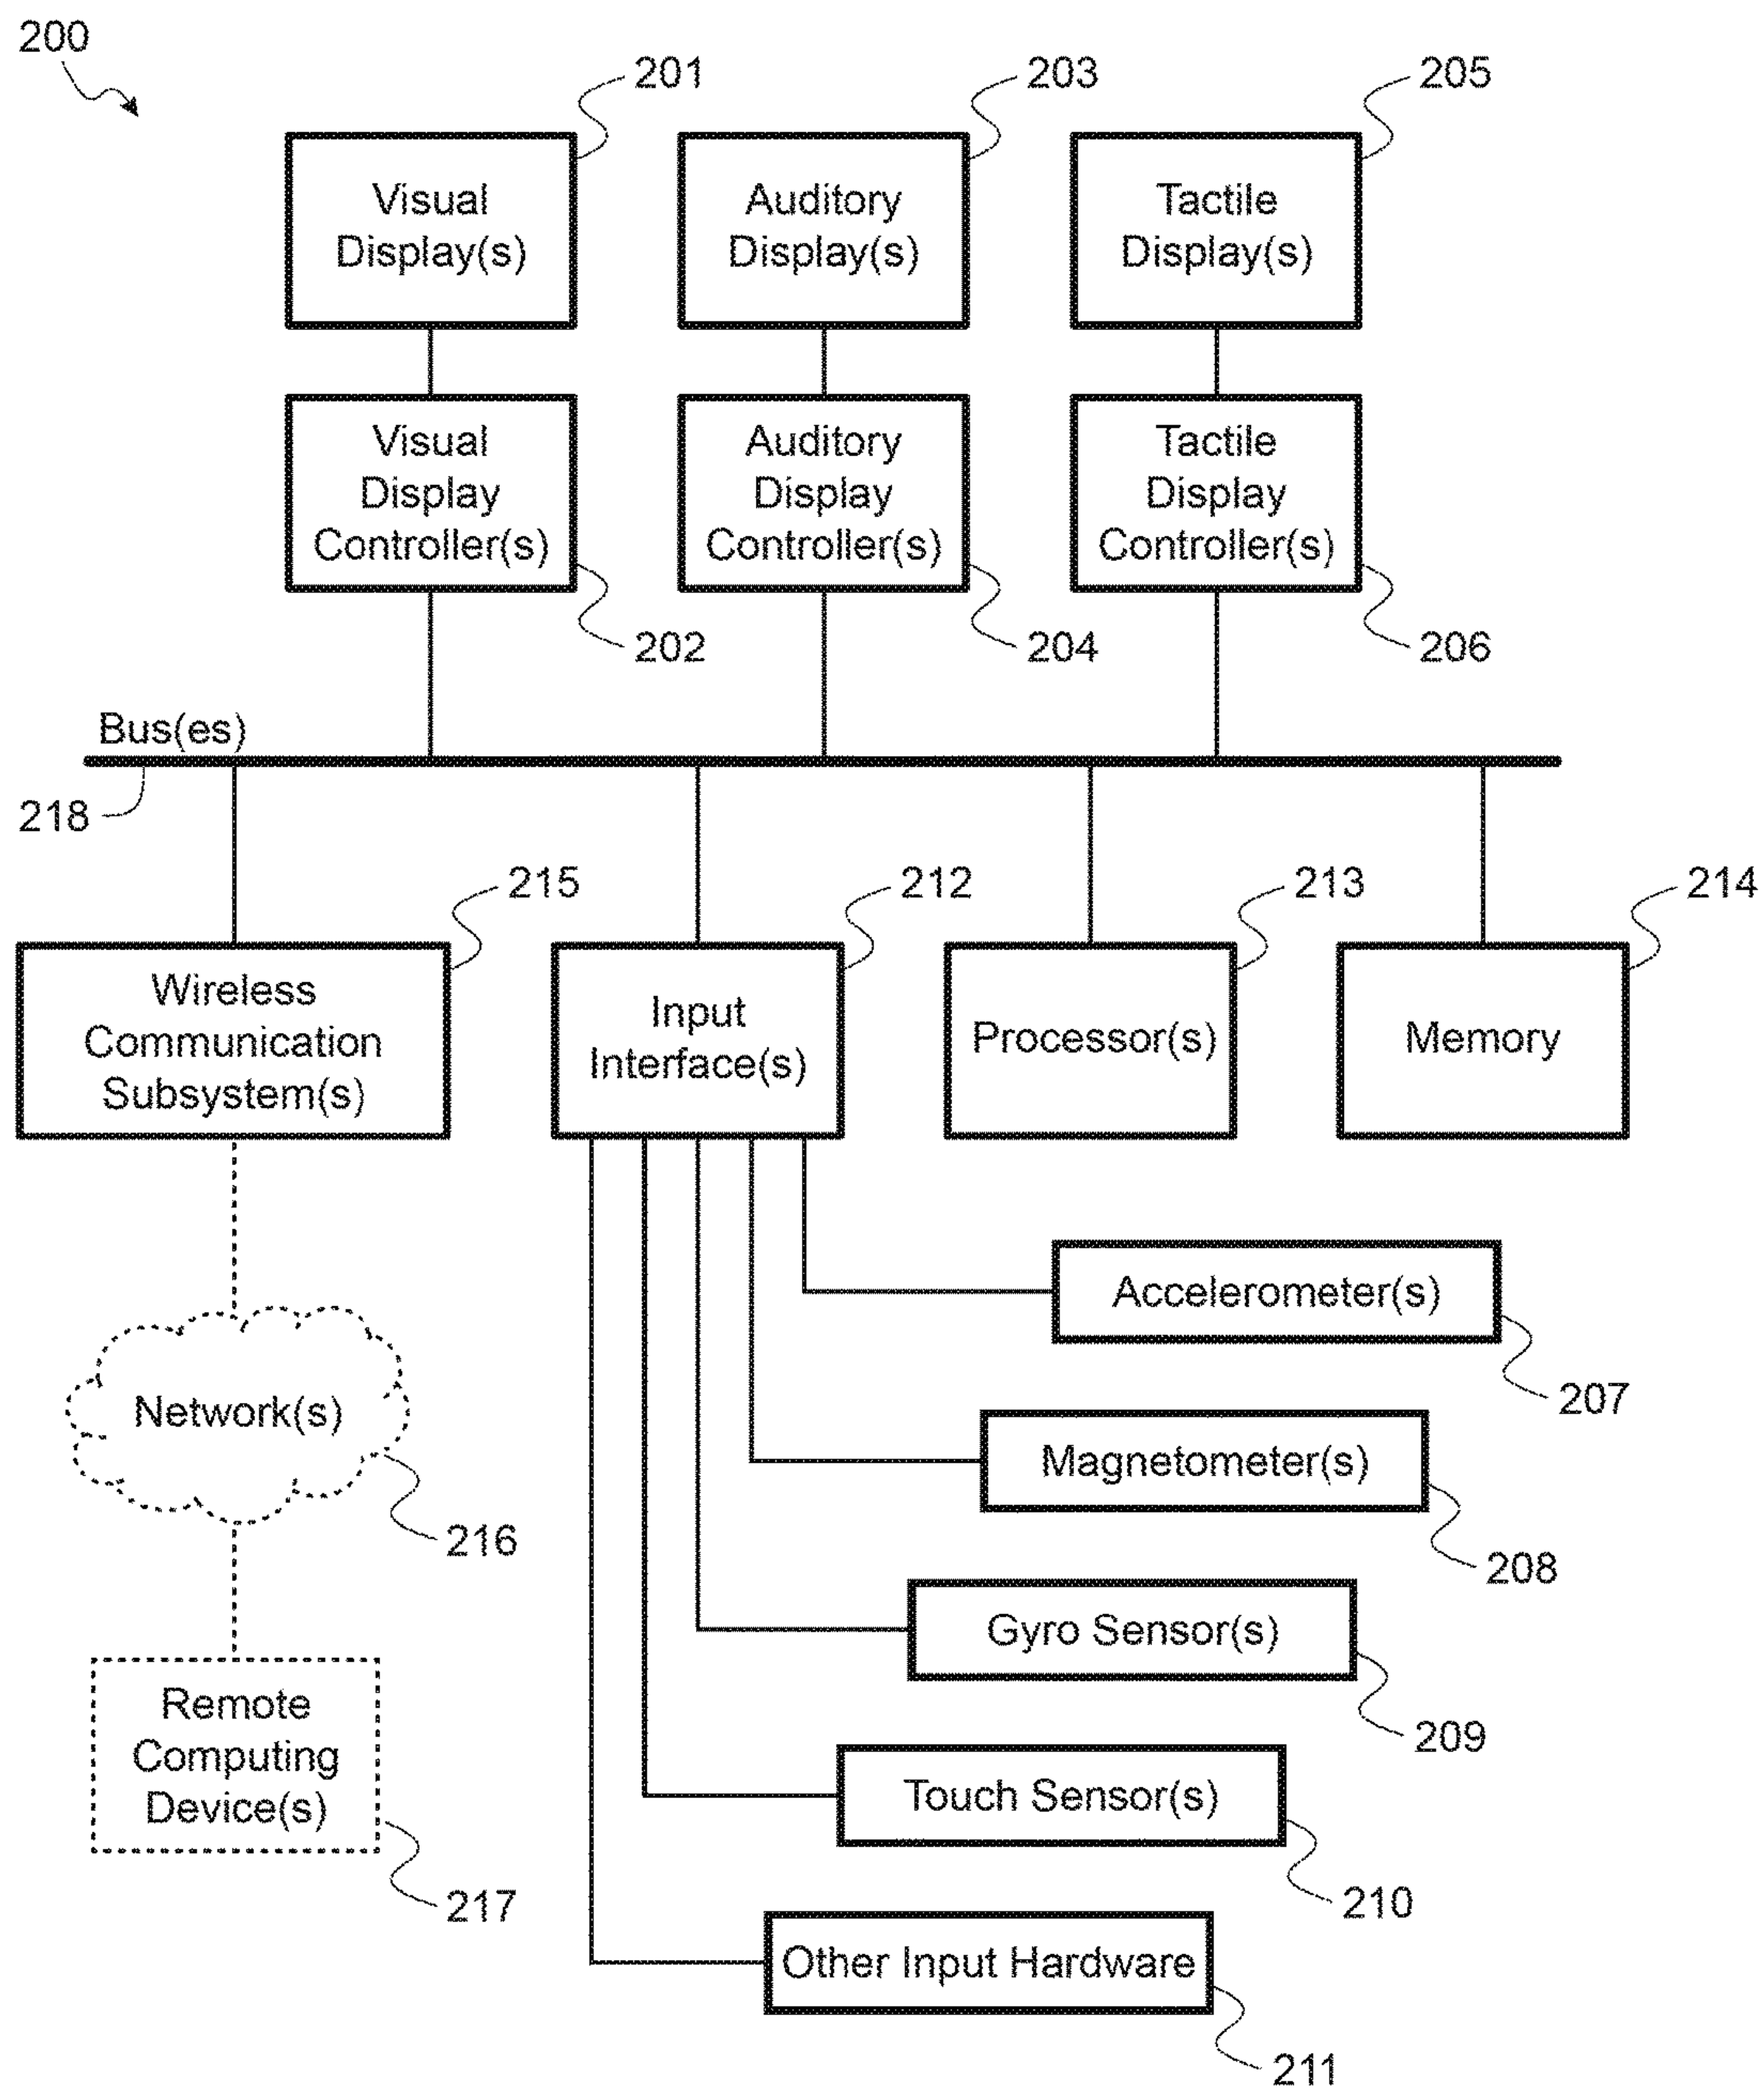 200
201
203
205
Visual
Display(s)
Auditory
Display(s)
Tactile
Display(s)
Visual
Display
Controller(s)
Auditory
Display
Controller(s)
Tactile
Display
Controller(s)
202
204
206
Bus(es)
218
215
212
213
214
Wireless
Communication
Subsystem(s)
Input
Interface(s)
Processor(s)
Memory
Accelerometer(s)
207
Network(s)
216
Magnetometer(s)
208
Gyro Sensor(s)
209
Remote
Computing
Device(s)
217
Touch Sensor(s)
210
Other Input Hardware
211